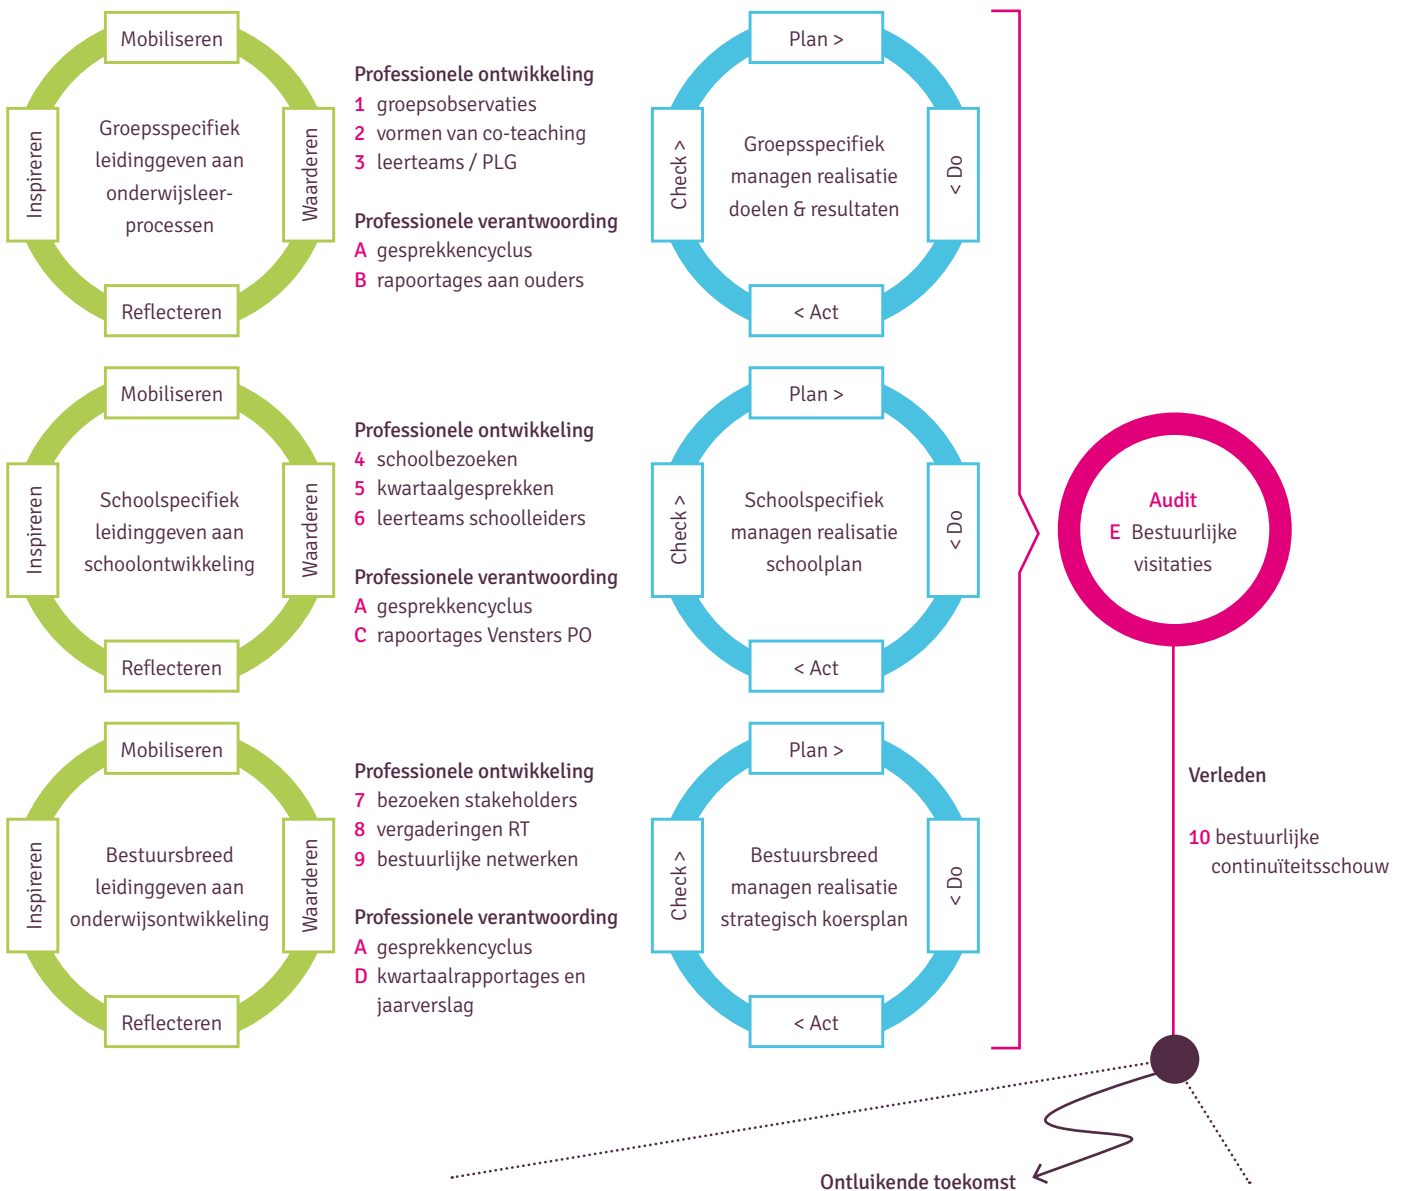 Mobiliseren
Inspireren
Groepsspecifiek
leidinggeven aan
onderwijsleer-
processen
Waarderen
Reflecteren
Professionele ontwikkeling
1 groepsobservaties
2 vormen van co-teaching
3 leerteams / PLG
Professionele verantwoording
A gesprekkencyclus
B rapoortages aan ouders
Plan >
Check >
Groepsspecifiek
managen realisatie
doelen & resultaten
< Do
< Act
Mobiliseren
Inspireren
Schoolspecifiek
leidinggeven aan
schoolontwikkeling
Waarderen
Reflecteren
Professionele ontwikkeling
4 schoolbezoeken
5 kwartaalgesprekken
6 leerteams schoolleiders
Professionele verantwoording
A gesprekkencyclus
C rapoortages Vensters PO
Plan >
Check >
Schoolspecifiek
managen realisatie
schoolplan
< Do
< Act
Mobiliseren
Inspireren
Bestuursbreed
leidinggeven aan
onderwijsontwikkeling
Waarderen
Reflecteren
Professionele ontwikkeling
7 bezoeken stakeholders
8 vergaderingen RT
9 bestuurlijke netwerken
Professionele verantwoording
A gesprekkencyclus
D kwartaalrapportages en
jaarverslag
Plan >
Check >
Bestuursbreed
managen realisatie
strategisch koersplan
< Do
< Act
Audit
E Bestuurlijke
visitaties
Verleden
10 bestuurlijke
continuïteitsschouw
Ontluikende toekomst